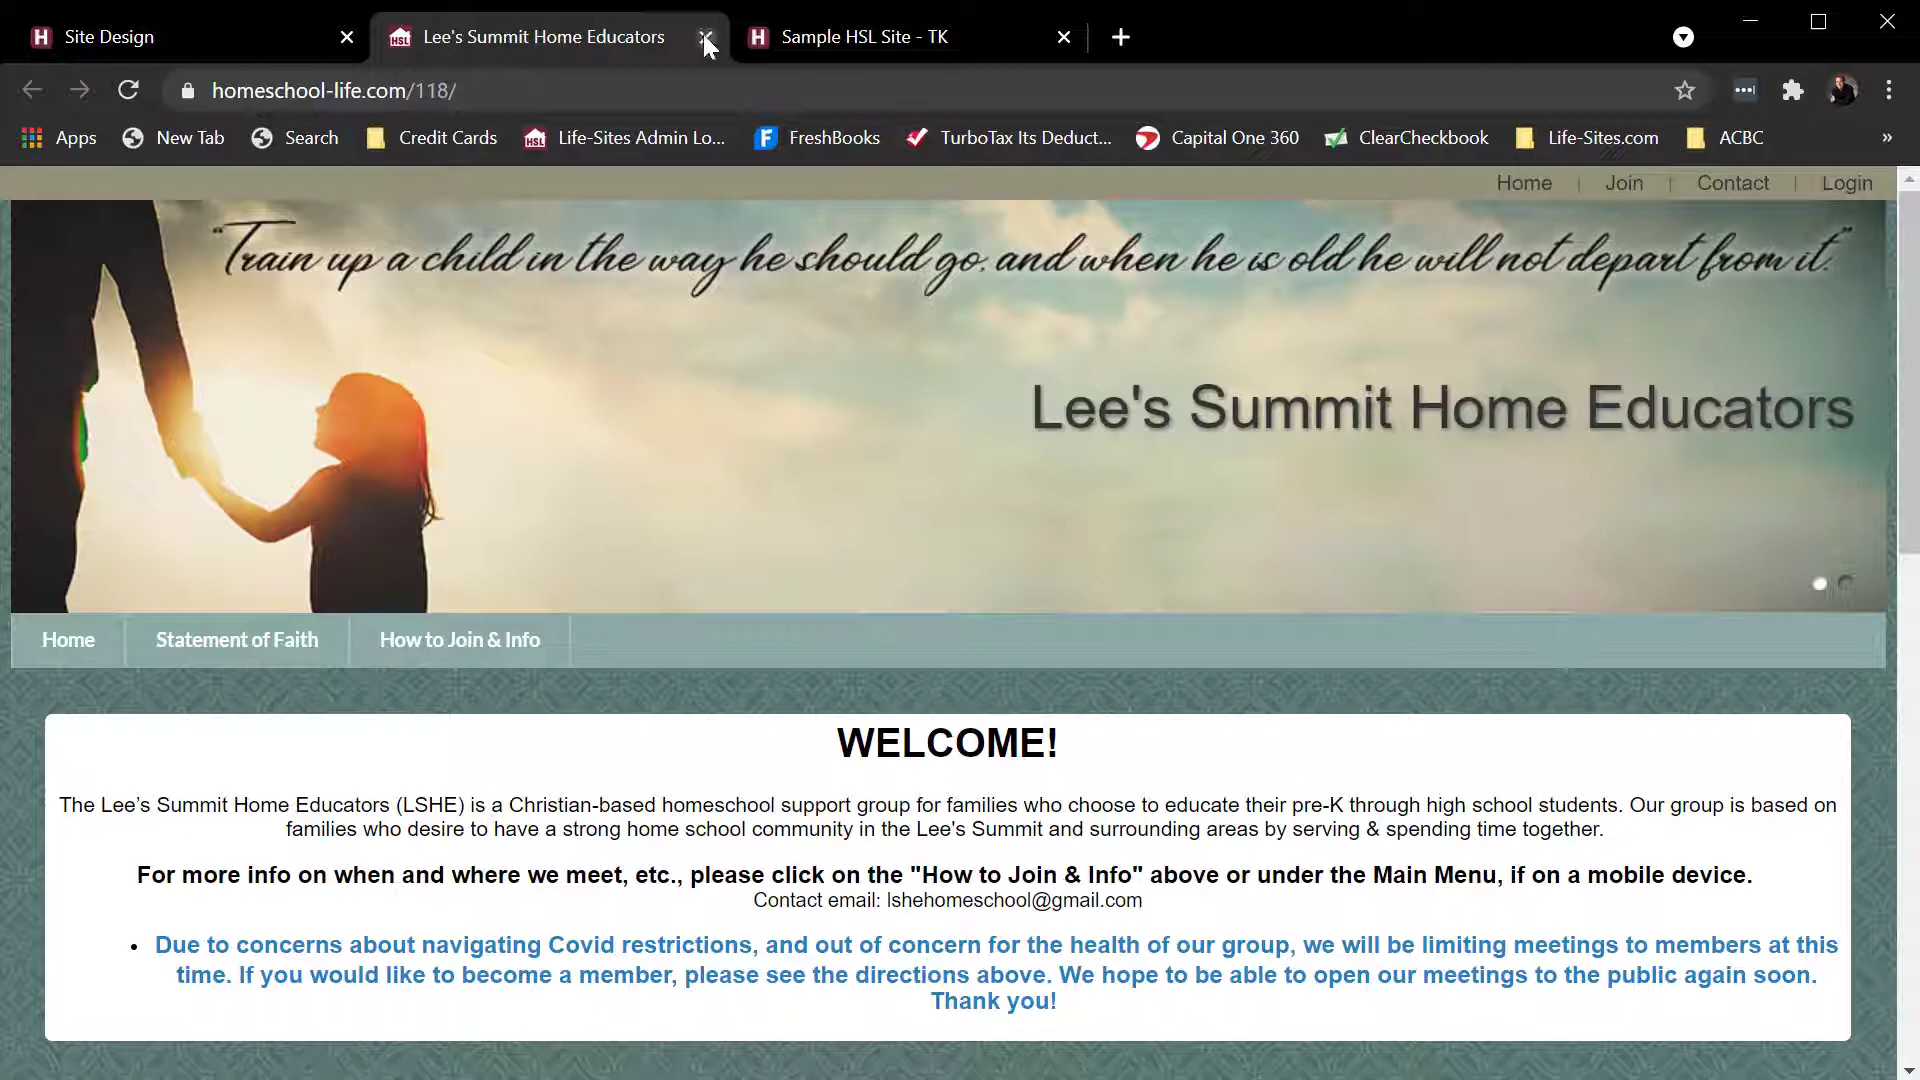 Site Design
Lee's Summit Home Educators
Sample HSL Site - TK
homeschool-life.com/118/
Apps
New Tab
Search
Credit Cards
Life-Sites Admin Lo...
FreshBooks
TurboTax Its Deduct...
Capital One 360
ClearCheckbook
Life-Sites.com
ACBC
»
Home | Join | Contact | Login
"Train up a child in the way he should go, and when he is old he will not depart from it."
Lee's Summit Home Educators
Home
Statement of Faith
How to Join & Info
WELCOME!
The Lee’s Summit Home Educators (LSHE) is a Christian-based homeschool support group for families who choose to educate their pre-K through high school students. Our group is based on
families who desire to have a strong home school community in the Lee's Summit and surrounding areas by serving & spending time together.
For more info on when and where we meet, etc., please click on the "How to Join & Info" above or under the Main Menu, if on a mobile device.
Contact email: lshehomeschool@gmail.com
• Due to concerns about navigating Covid restrictions, and out of concern for the health of our group, we will be limiting meetings to members at this
time. If you would like to become a member, please see the directions above. We hope to be able to open our meetings to the public again soon.
Thank you!